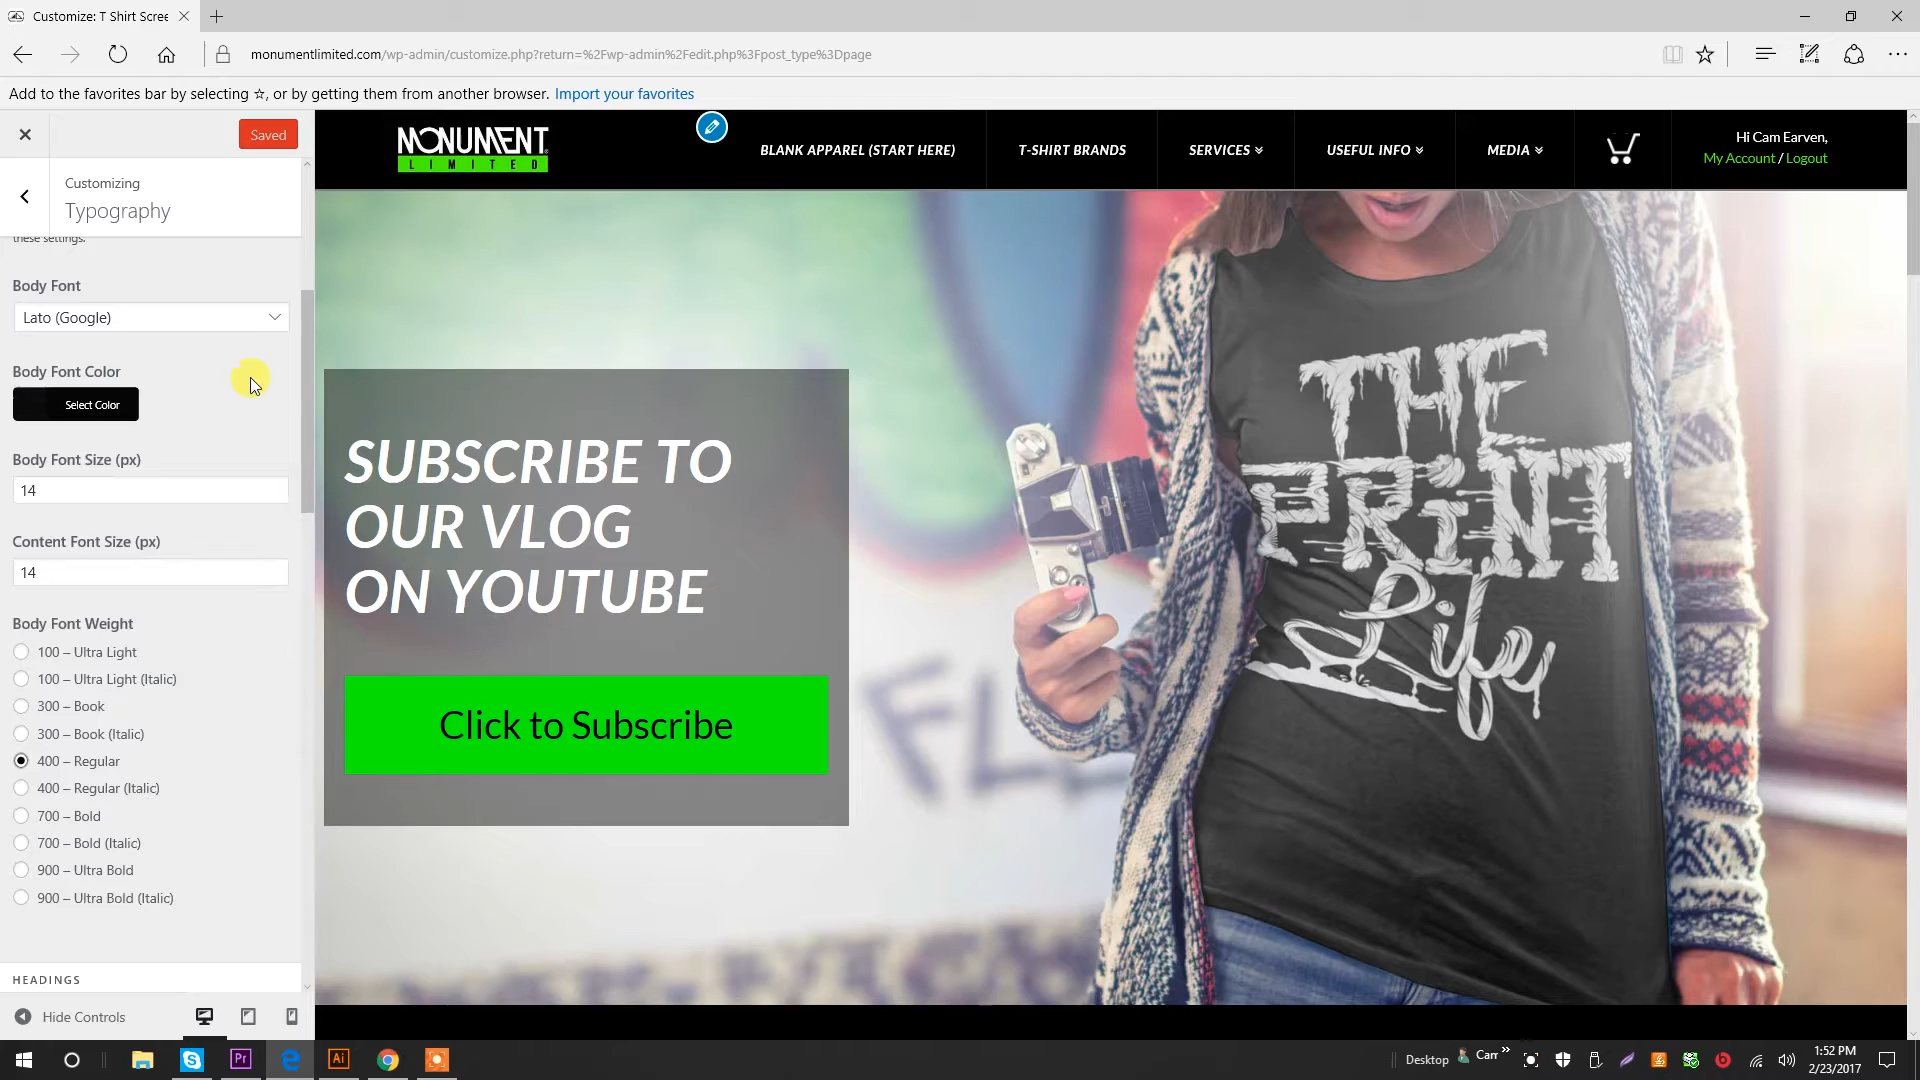 Customize: T Shirt Scree
monumentlimited.com/wp-admin/customize.php?return=%2Fwp-admin%2Fedit.php%3Fpost_type%3Dpage
Add to the favorites bar by selecting ☆, or by getting them from another browser. Import your favorites
Saved
Customizing
Typography
these settings.
Body Font
Lato (Google)
Body Font Color
Select Color
Body Font Size (px)
14
Content Font Size (px)
14
Body Font Weight
100 – Ultra Light
100 – Ultra Light (Italic)
300 – Book
300 – Book (Italic)
400 – Regular
400 – Regular (Italic)
700 – Bold
700 – Bold (Italic)
900 – Ultra Bold
900 – Ultra Bold (Italic)
HEADINGS
Hide Controls
MONUMENT
LIMITED
BLANK APPAREL (START HERE)
T-SHIRT BRANDS
SERVICES
USEFUL INFO
MEDIA
Hi Cam Earven,
My Account / Logout
SUBSCRIBE TO
OUR VLOG
ON YOUTUBE
Click to Subscribe
THE
PRINT
Life
Pr
Ai
Desktop
Cam
1:52 PM
2/23/2017